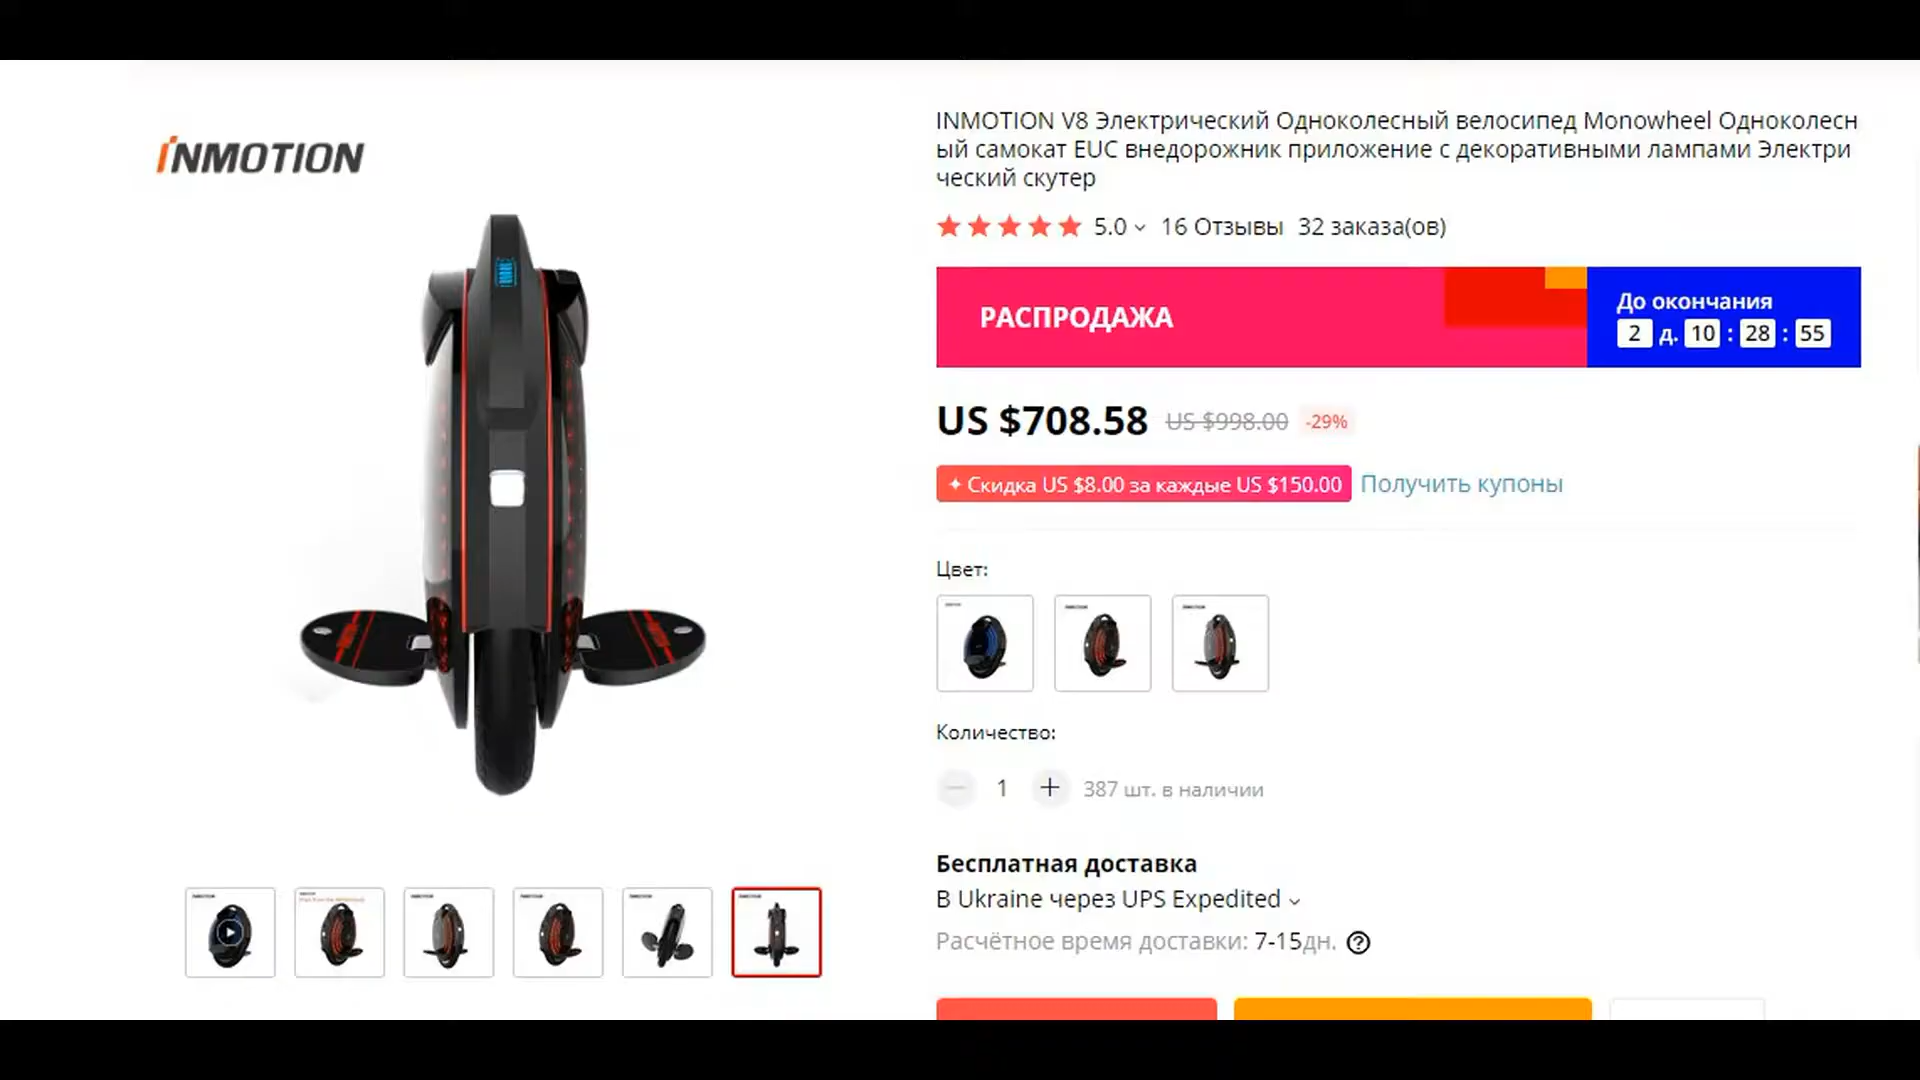 INMOTION
INMOTION V8 Электрический Одноколесный велосипед Monowheel Одноколесн
ый самокат EUC внедорожник приложение с декоративными лампами Электри
ческий скутер
5.0 16 Отзывы 32 заказа(ов)
РАСПРОДАЖА
До окончания
2 д. 10 : 28 : 55
US $708.58 US $998.00 -29%
Скидка US $8.00 за каждые US $150.00 Получить купоны
Цвет:
Количество:
1 387 шт. в наличии
Бесплатная доставка
В Ukraine через UPS Expedited
Расчётное время доставки: 7-15дн. ?